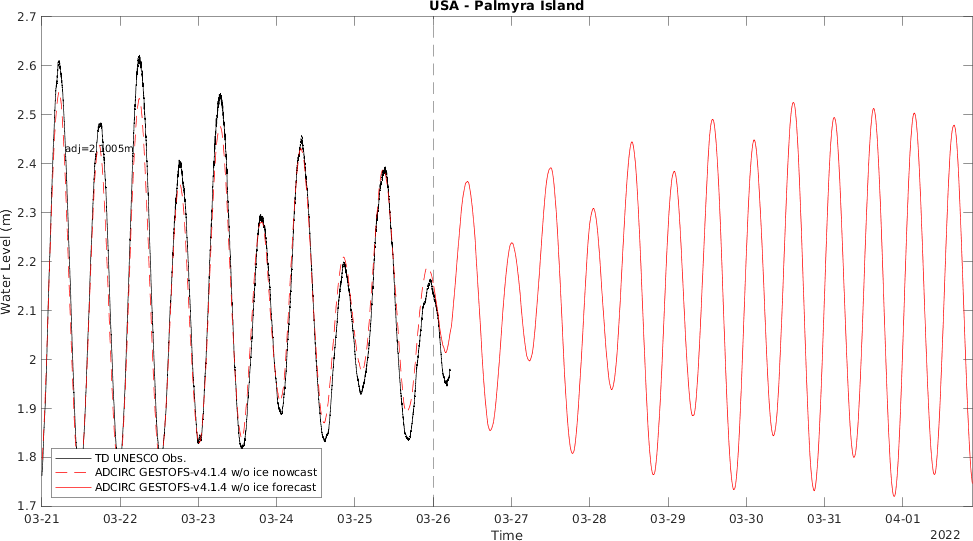 USA - Palmyra Island
2.7
2.6
2.5
2.4
2.3
2.2
2.1
2
1.9
1.8
1.7
Water Level (m)
adj=2.1005m
TD UNESCO Obs.
ADCIRC GESTOFS-v4.1.4 w/o ice nowcast
ADCIRC GESTOFS-v4.1.4 w/o ice forecast
03-21 03-22 03-23 03-24 03-25 03-26 03-27 03-28 03-29 03-30 03-31 04-01
Time
2022